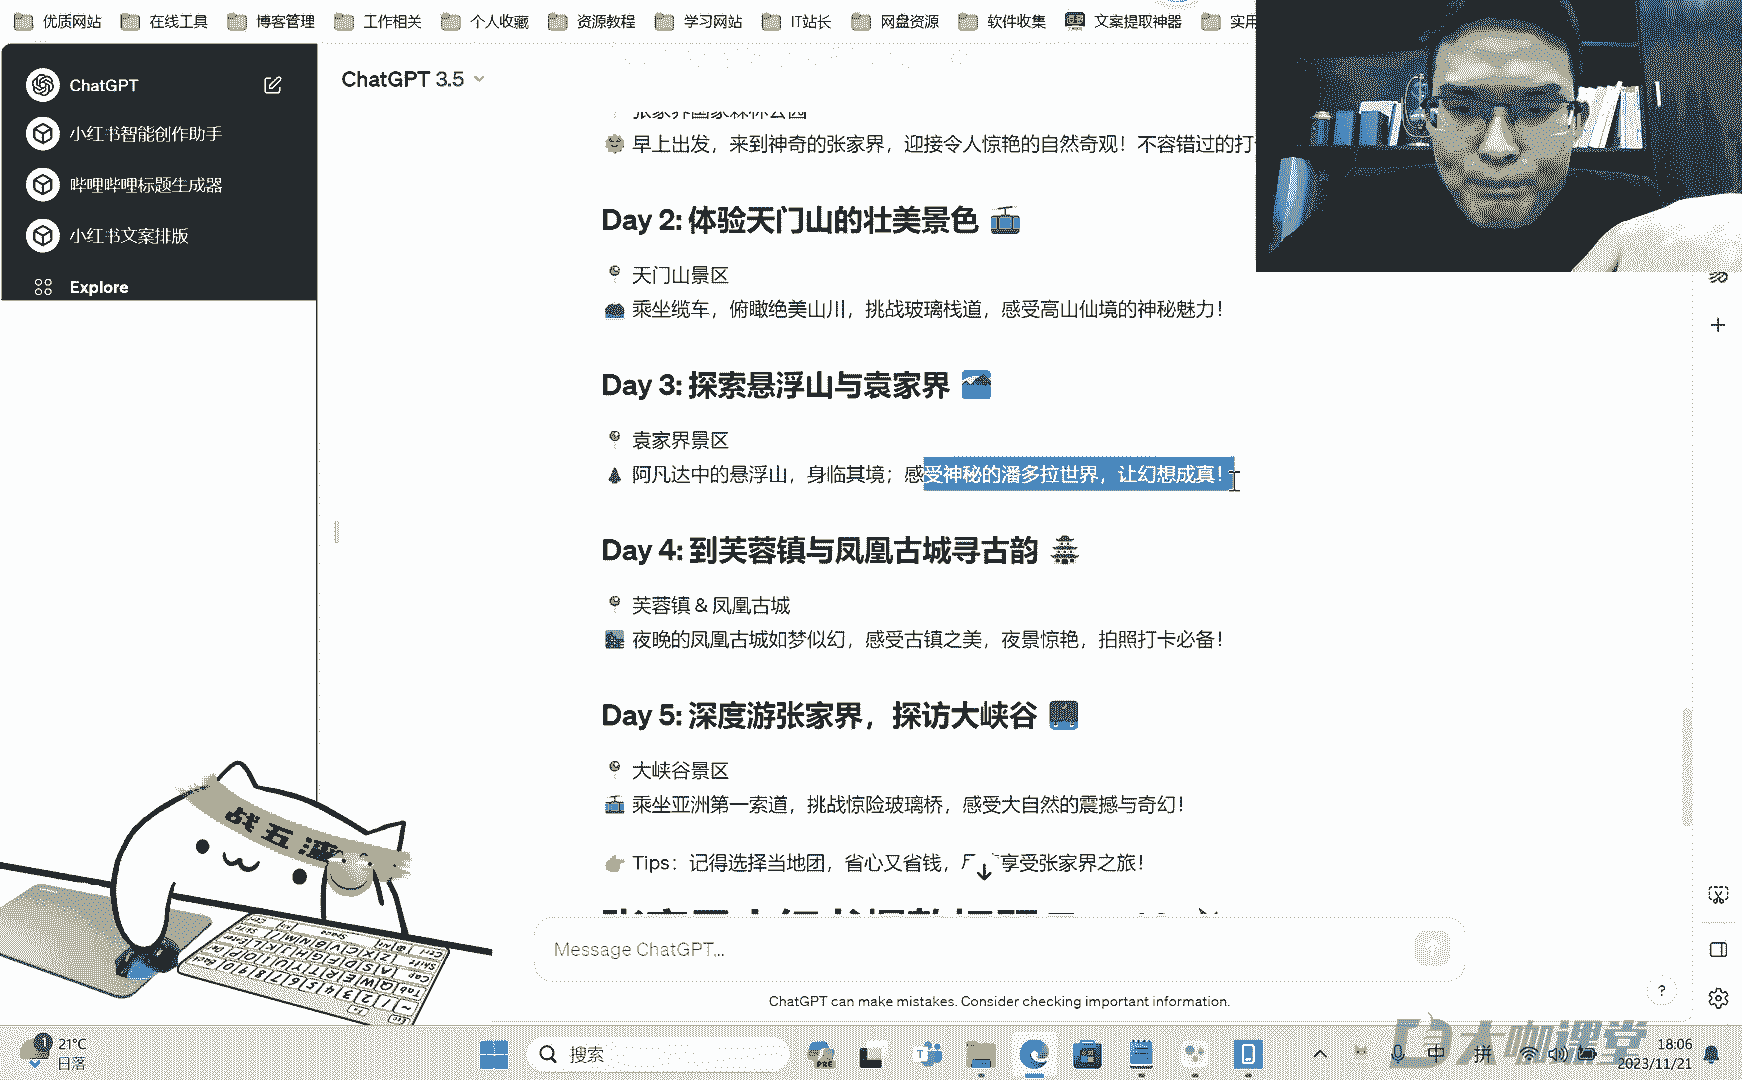 优质网站 在线工具 博客管理 工作相关 个人收藏 资源教程 学习网站 IT站长 网盘资源 软件收集 文案提取神器 实用
ChatGPT
小红书智能创作助手
哔哩哔哩标题生成器
小红书文案排版
Explore
ChatGPT 3.5
张家界国家森林公园
早上出发，来到神奇的张家界，迎接令人惊艳的自然奇观！不容错过的打
Day 2: 体验天门山的壮美景色
天门山景区
乘坐缆车，俯瞰绝美山川，挑战玻璃栈道，感受高山仙境的神秘魅力！
Day 3: 探索悬浮山与袁家界
袁家界景区
阿凡达中的悬浮山，身临其境；感受神秘的潘多拉世界，让幻想成真！
Day 4: 到芙蓉镇与凤凰古城寻古韵
芙蓉镇 & 凤凰古城
夜晚的凤凰古城如梦似幻，感受古镇之美，夜景惊艳，拍照打卡必备！
Day 5: 深度游张家界，探访大峡谷
大峡谷景区
乘坐亚洲第一索道，挑战惊险玻璃桥，感受大自然的震撼与奇幻！
Tips：记得选择当地团，省心又省钱，享受张家界之旅！
Message ChatGPT...
ChatGPT can make mistakes. Consider checking important information.
?
战五渣
1
21°C
日落
搜索
PRE
中 拼
18:06
2023/11/21
大咖课堂